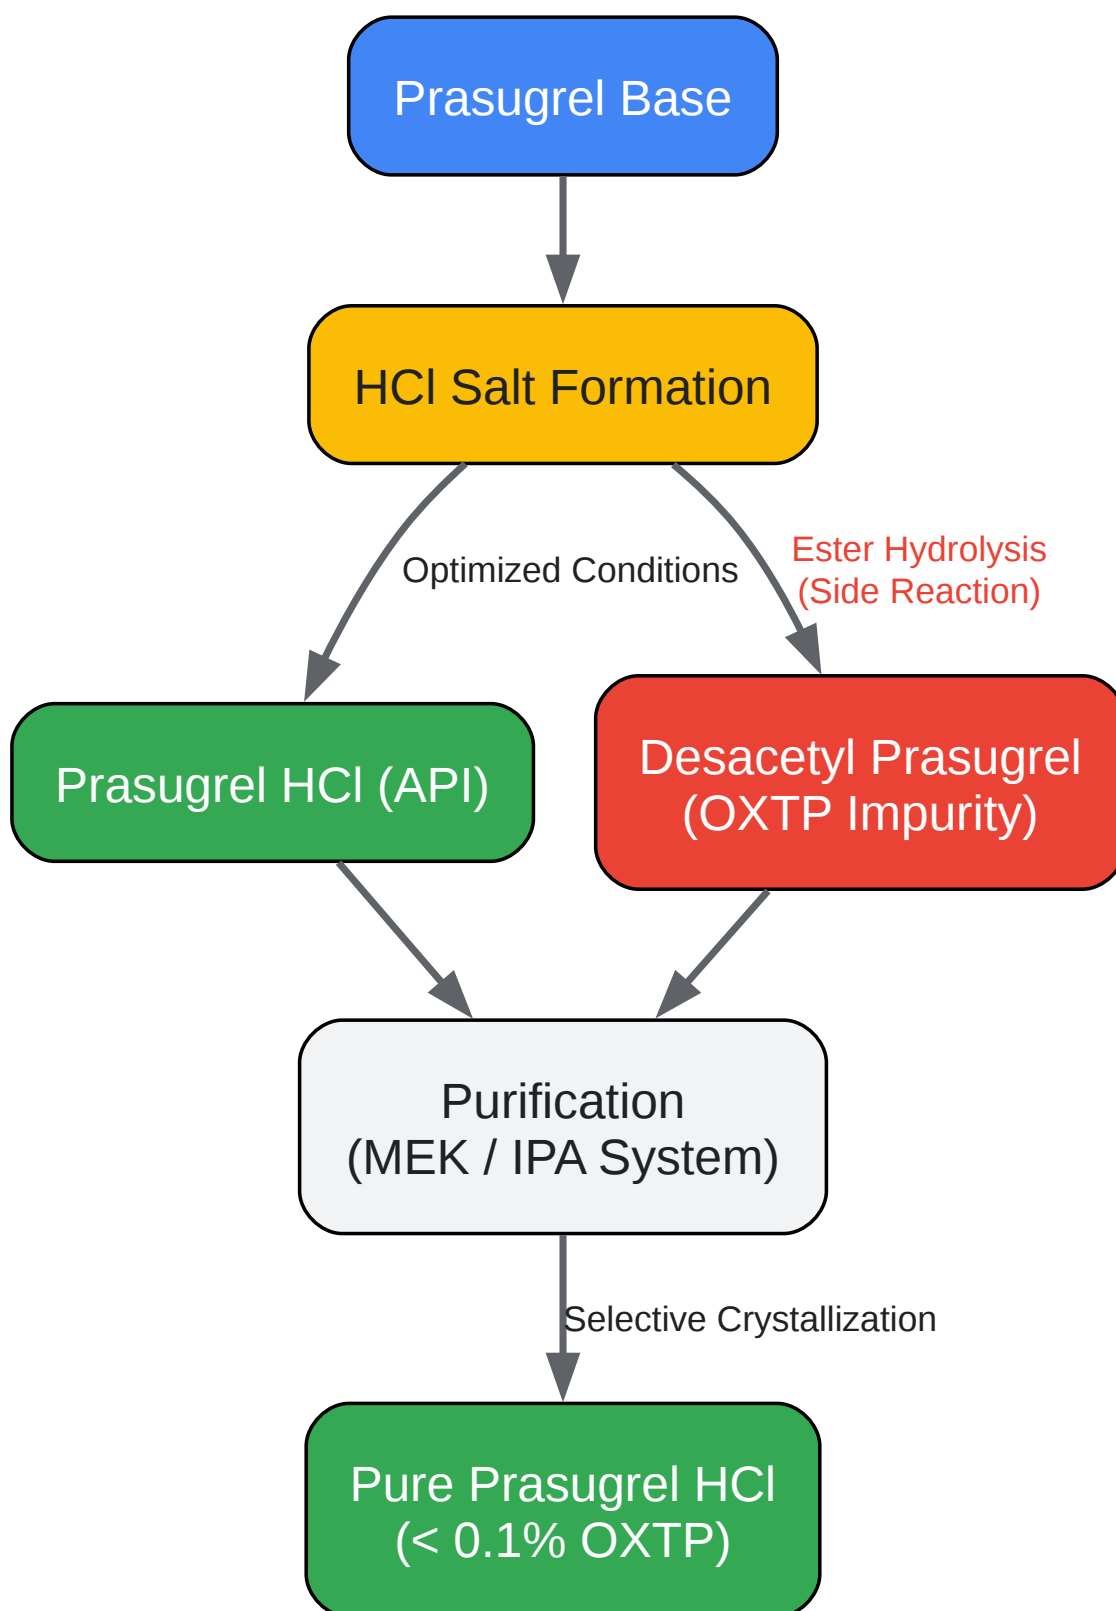 Prasugrel Base
HCl Salt Formation
Optimized Conditions
Ester Hydrolysis
(Side Reaction)
Prasugrel HCl (API)
Desacetyl Prasugrel
(OXTP Impurity)
Purification
(MEK / IPA System)
Selective Crystallization
Pure Prasugrel HCl
(< 0.1% OXTP)